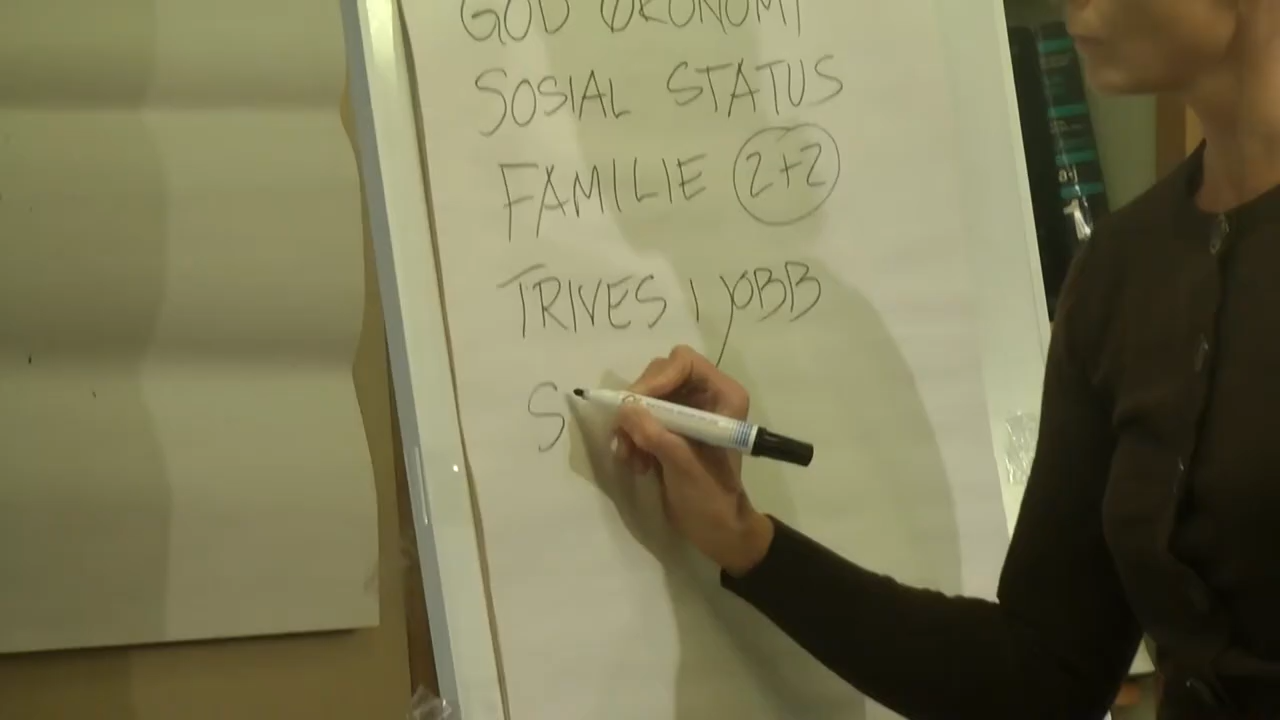 GOD ØKONOMI
SOSIAL STATUS
FAMILIE 2+2
TRIVES I JOBB
S